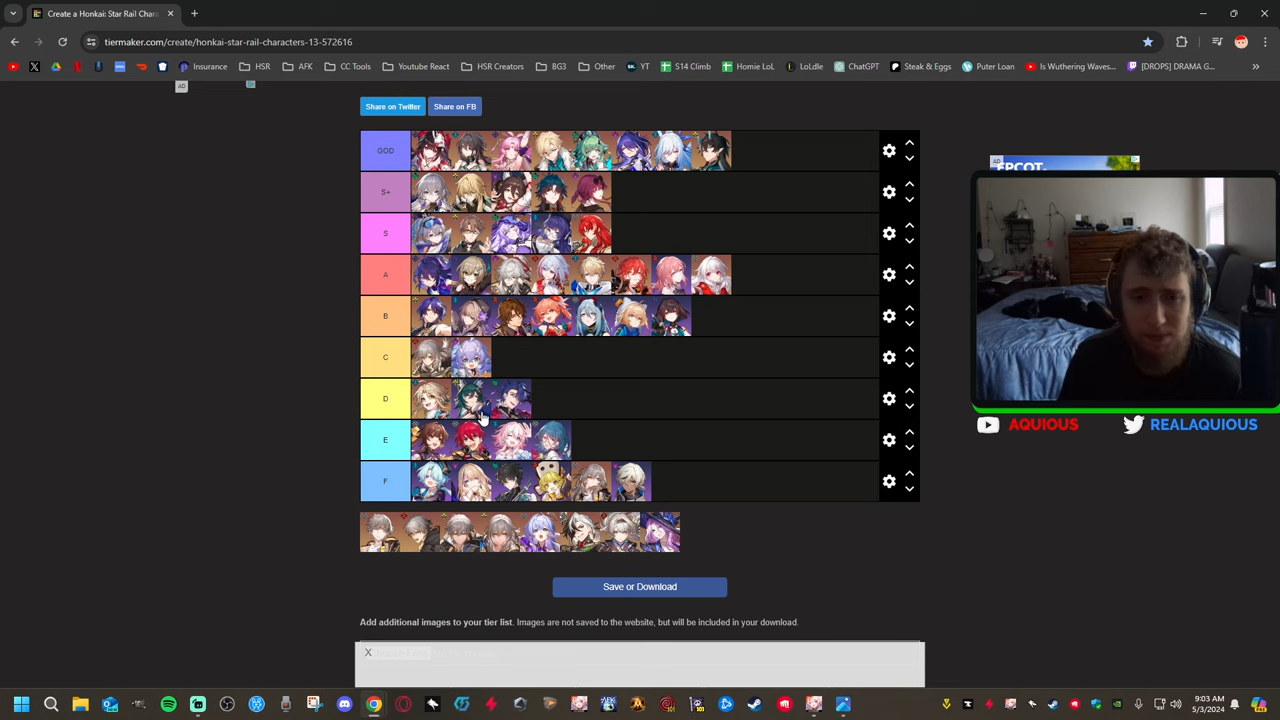 Create a Honkai: Star Rail Chara
tiermaker.com/create/honkai-star-rail-characters-13-572616
Insurance
HSR
AFK
CC Tools
Youtube React
HSR Creators
BG3
Other
YT
S14 Climb
Homie LoL
LoLdle
ChatGPT
Steak & Eggs
Puter Loan
Is Wuthering Waves...
[DROPS] DRAMA G...
AD
Share on Twitter
Share on FB
GOD
AD
EPCOT
S+
S
A
B
C
D
E
F
AQUIOUS
REALAQUIOUS
Save or Download
Add additional images to your tier list. Images are not saved to the website, but will be included in your download.
X
9:03 AM
5/3/2024